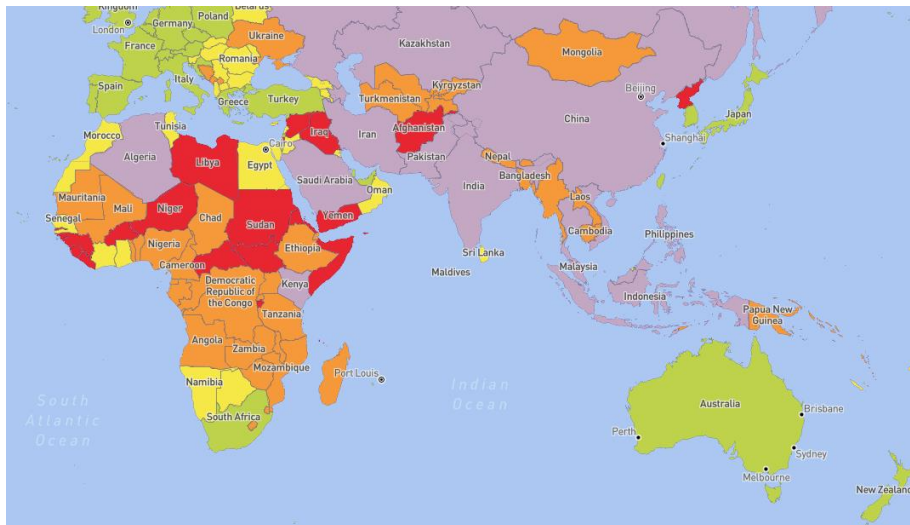 Kingdom
Belarus
London
Germany
Poland
Ukraine
France
Romania
Kazakhstan
Mongolia
Spain
Italy
Greece
Turkey
Turkmenistan
Kyrgyzstan
Beijing
Japan
Morocco
Tunisia
Cairo
Iraq
Iran
Afghanistan
China
Shanghai
Algeria
Libya
Egypt
Pakistan
Nepal
Saudi Arabia
Oman
India
Bangladesh
Mauritania
Mali
Niger
Chad
Sudan
Yemen
Laos
Senegal
Nigeria
Ethiopia
Cambodia
Philippines
Cameroon
Sri Lanka
Maldives
Malaysia
Democratic
Republic of
the Congo
Kenya
Indonesia
Tanzania
Papua New
Guinea
Angola
Zambia
Mozambique
Port Louis
Namibia
Indian
Ocean
South
Atlantic
Ocean
South Africa
Australia
Brisbane
Perth
Sydney
Melbourne
New Zealand